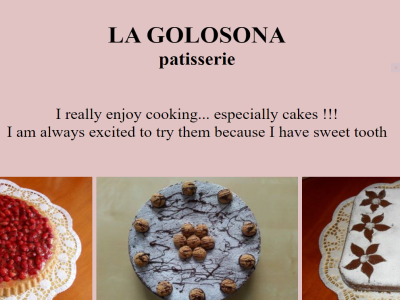 LA GOLOSONA
patisserie
I really enjoy cooking... especially cakes !!!
I am always excited to try them because I have sweet tooth